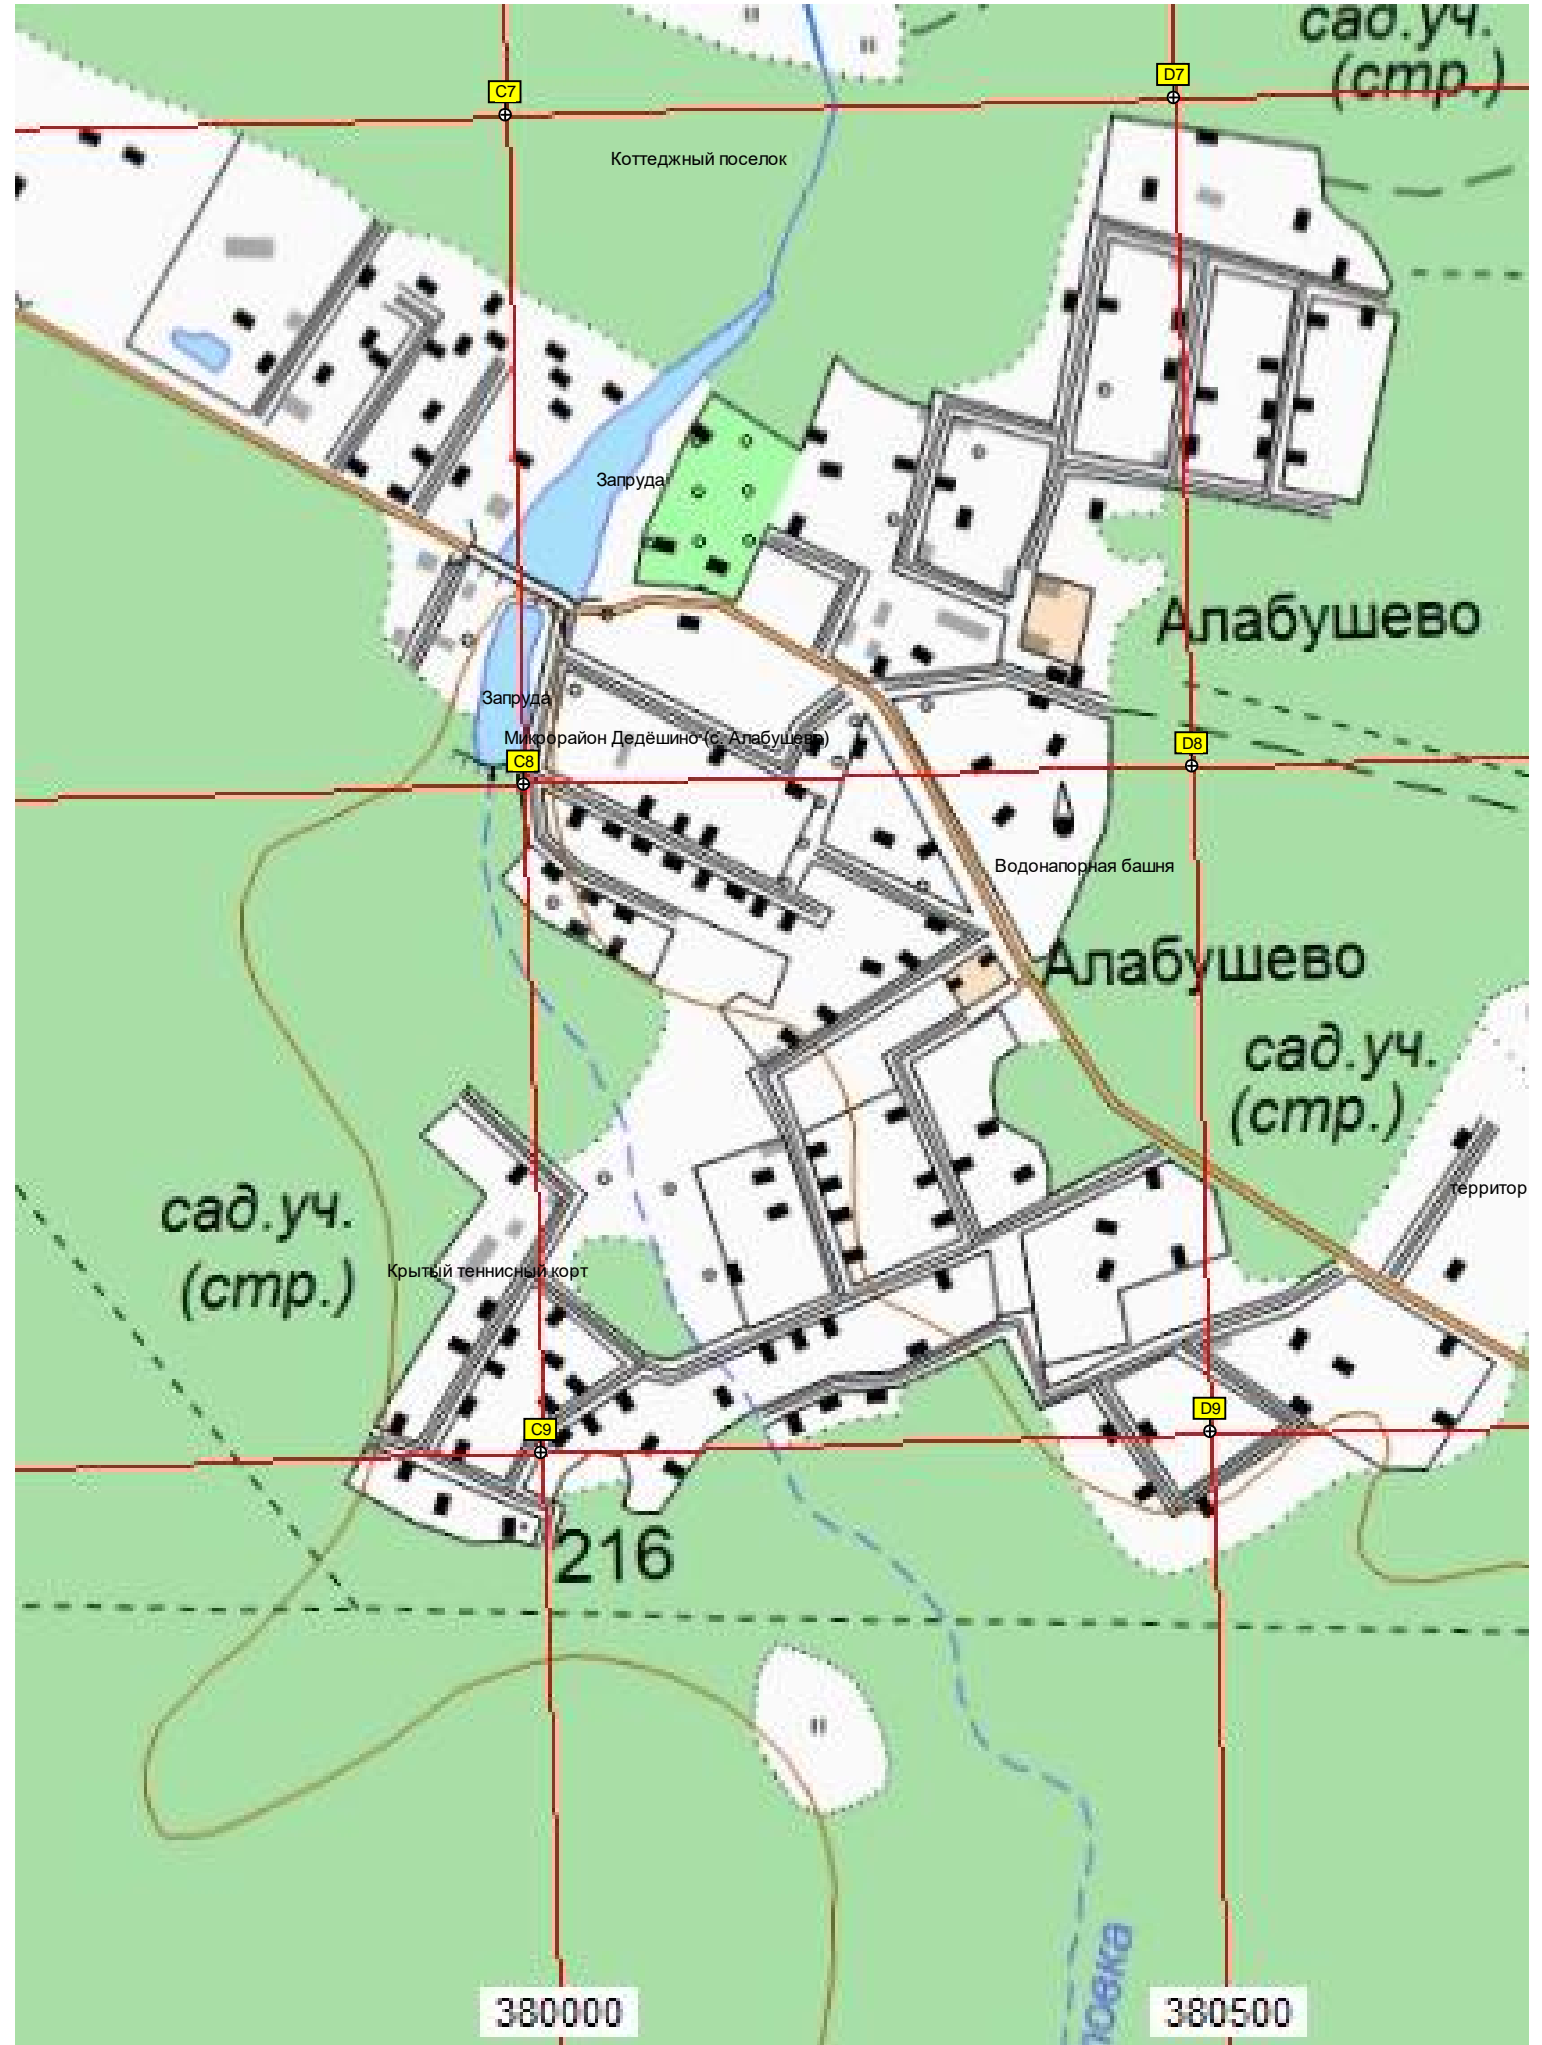 сад.уч.
(стр.)
C7
D7
Коттеджный поселок
Запруда
Алабушево
Запруда
Микрорайон Дедёшино (с. Алабушево)
C8
D8
Водонапорная башня
Алабушево
сад.уч.
(стр.)
территор
сад.уч.
(стр.)
Крытый теннисный корт
C9
D9
216
380000
380500
повка